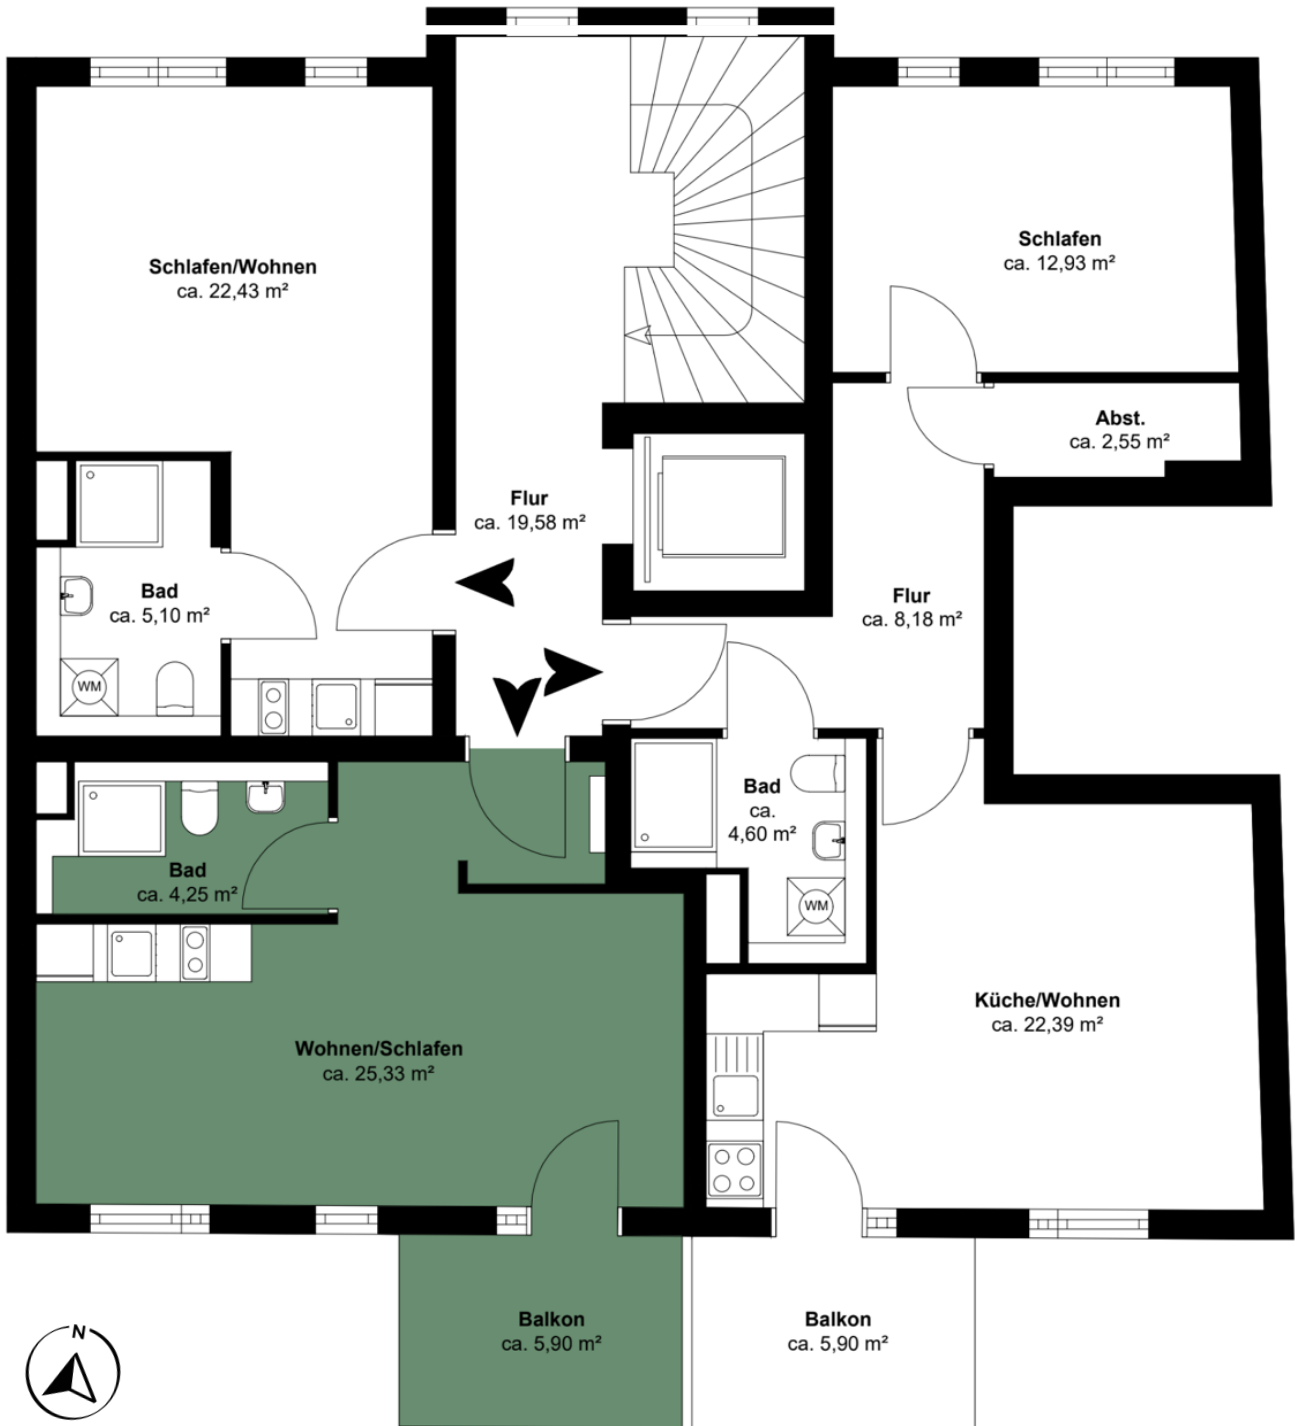 Schlafen/Wohnen
ca. 22,43 m²
Schlafen
ca. 12,93 m²
Abst.
ca. 2,55 m²
Flur
ca. 19,58 m²
Bad
ca. 5,10 m²
Flur
ca. 8,18 m²
WM
Bad
ca.
4,60 m²
Bad
ca. 4,25 m²
WM
Küche/Wohnen
ca. 22,39 m²
Wohnen/Schlafen
ca. 25,33 m²
Balkon
ca. 5,90 m²
Balkon
ca. 5,90 m²
N